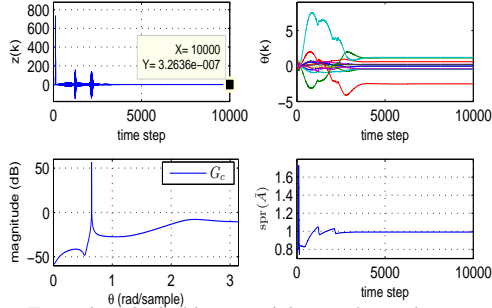 z(k)
800
600
400
200
0
X= 10000
Y= 3.2636e-007
0
5000
10000
time step
θ(k)
5
0
−5
0
5000
10000
time step
magnitude (dB)
50
0
−50
G_c
0
1
2
3
θ (rad/sample)
spr(Ã)
1.6
1.4
1.2
1
0.8
0
5000
10000
time step